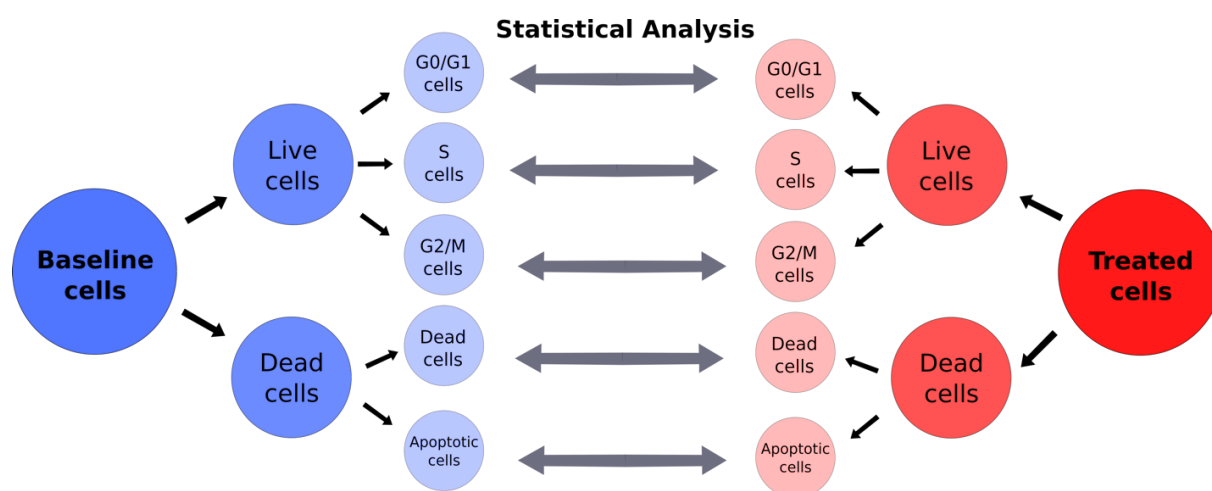 Statistical Analysis
G0/G1
cells
Live
cells
S
cells
G2/M
cells
Baseline
cells
Dead
cells
Dead
cells
Apoptotic
cells
G0/G1
cells
Live
cells
S
cells
G2/M
cells
Treated
cells
Dead
cells
Dead
cells
Apoptotic
cells